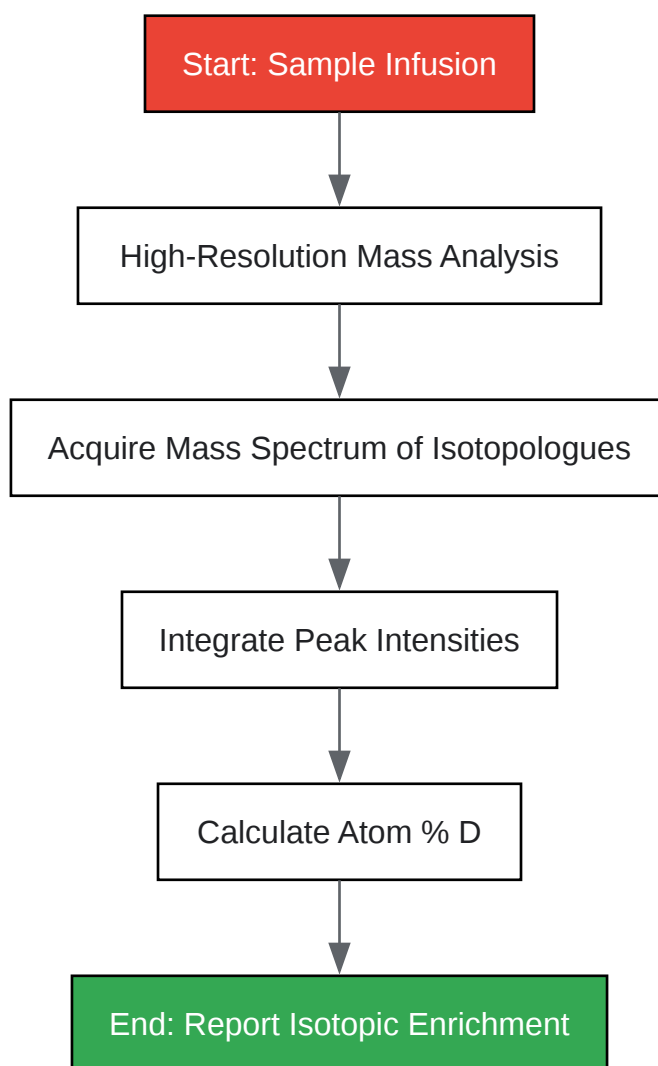 Start: Sample Infusion
High-Resolution Mass Analysis
Acquire Mass Spectrum of Isotopologues
Integrate Peak Intensities
Calculate Atom % D
End: Report Isotopic Enrichment